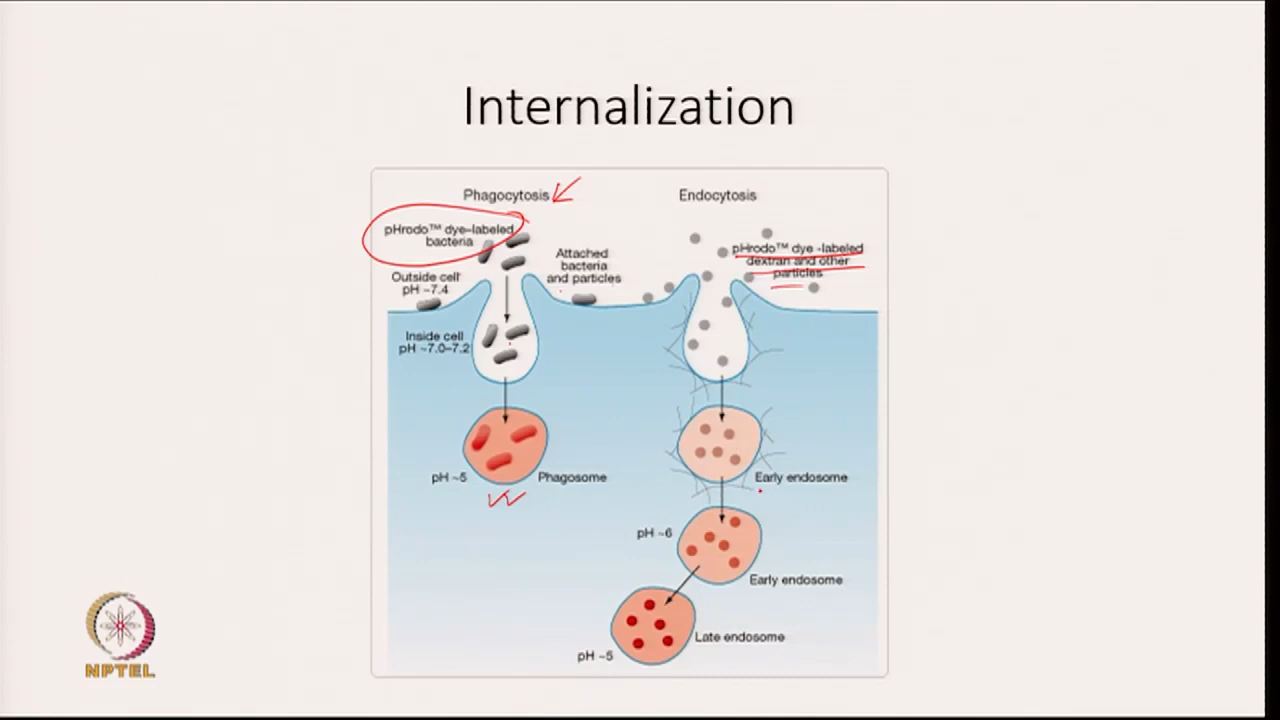 Internalization
Phagocytosis
Endocytosis
pHrodo™ dye–labeled
bacteria
Attached
bacteria
and particles
pHrodo™ dye -labeled
dextran and other
particles
Outside cell
pH ~7.4
Inside cell
pH ~7.0–7.2
pH ~5
Phagosome
Early endosome
pH ~6
Early endosome
Late endosome
pH ~5
NPTEL